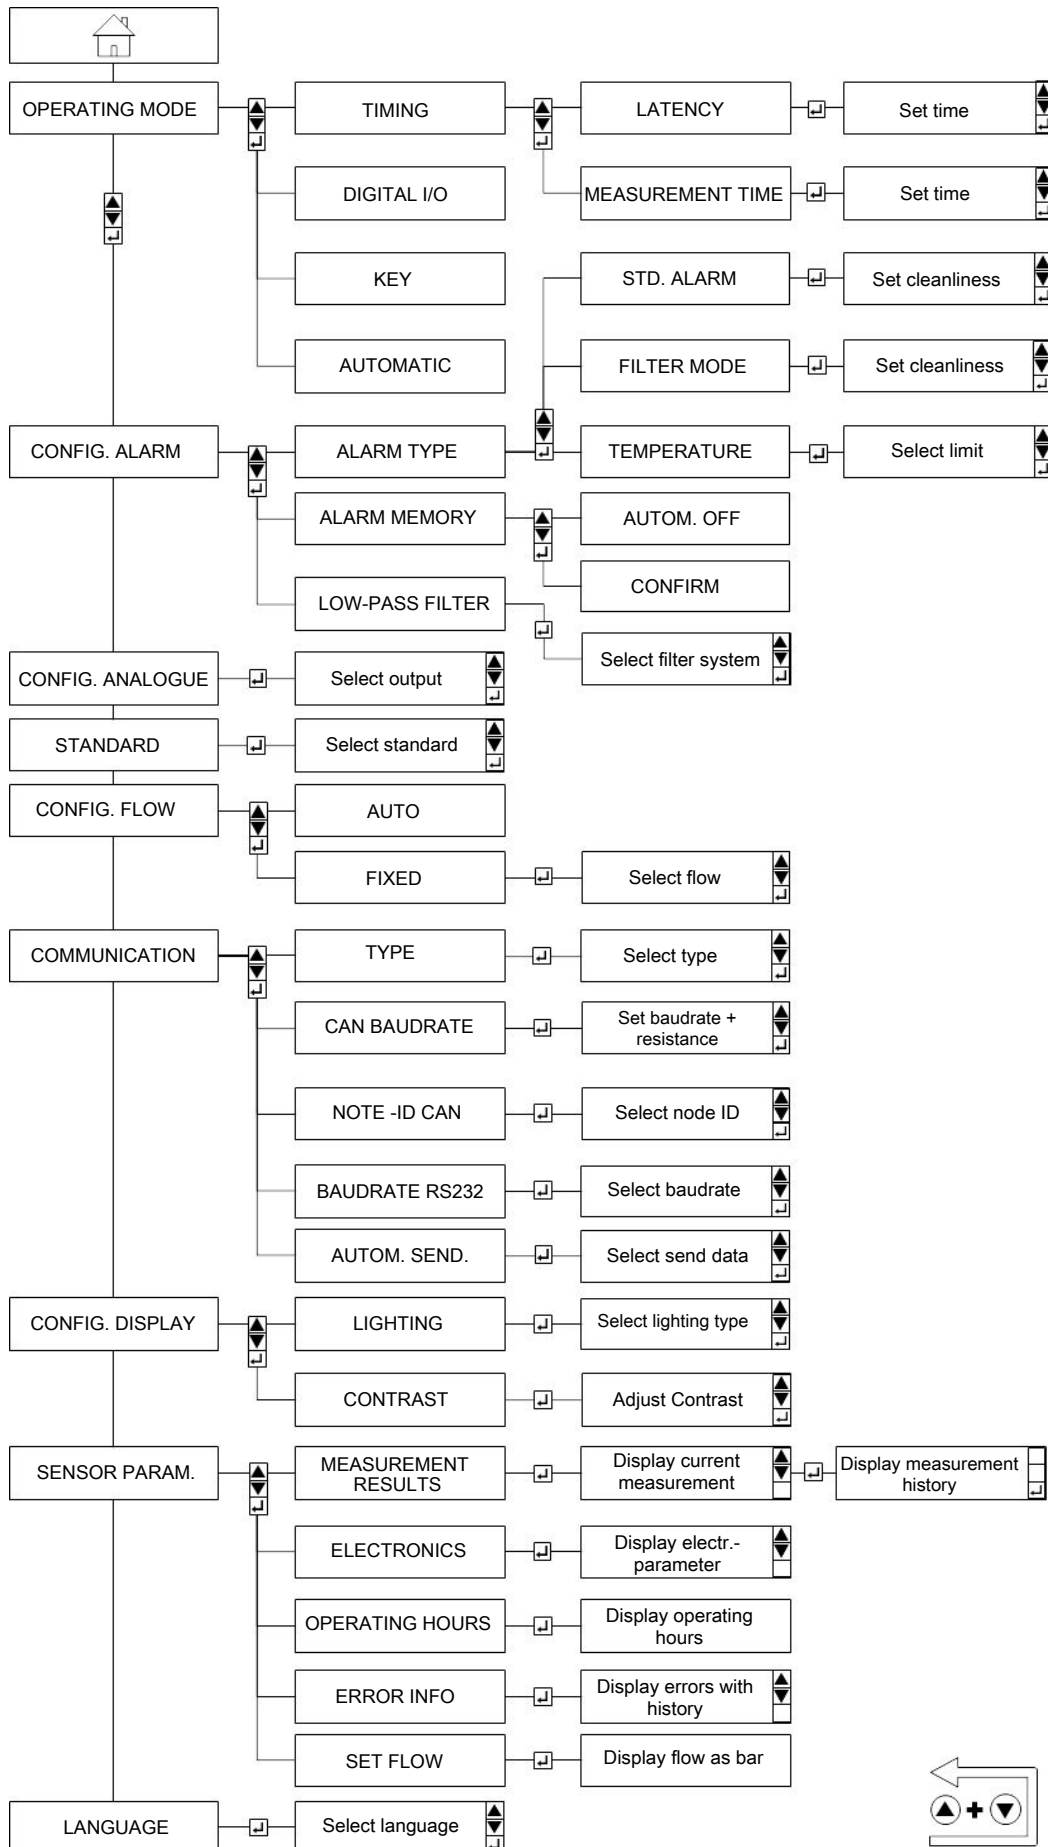 OPERATING MODE
TIMING
LATENCY
Set time
DIGITAL I/O
MEASUREMENT TIME
Set time
KEY
STD. ALARM
Set cleanliness
AUTOMATIC
FILTER MODE
Set cleanliness
CONFIG. ALARM
ALARM TYPE
TEMPERATURE
Select limit
ALARM MEMORY
AUTOM. OFF
CONFIRM
LOW-PASS FILTER
Select filter system
CONFIG. ANALOGUE
Select output
STANDARD
Select standard
CONFIG. FLOW
AUTO
FIXED
Select flow
COMMUNICATION
TYPE
Select type
CAN BAUDRATE
Set baudrate +
resistance
NOTE -ID CAN
Select node ID
BAUDRATE RS232
Select baudrate
AUTOM. SEND.
Select send data
CONFIG. DISPLAY
LIGHTING
Select lighting type
CONTRAST
Adjust Contrast
SENSOR PARAM.
MEASUREMENT
RESULTS
Display current
measurement
Display measurement
history
ELECTRONICS
Display electr.-
parameter
OPERATING HOURS
Display operating
hours
ERROR INFO
Display errors with
history
SET FLOW
Display flow as bar
LANGUAGE
Select language